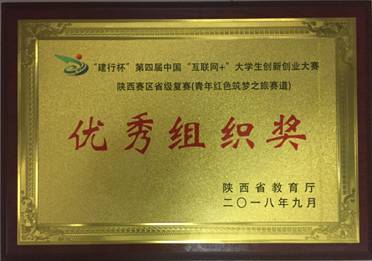 “建行杯”第四届中国“互联网+”大学生创新创业大赛
陕西赛区省级复赛(青年红色筑梦之旅赛道)
优秀组织奖
陕西省教育厅
二〇一八年九月